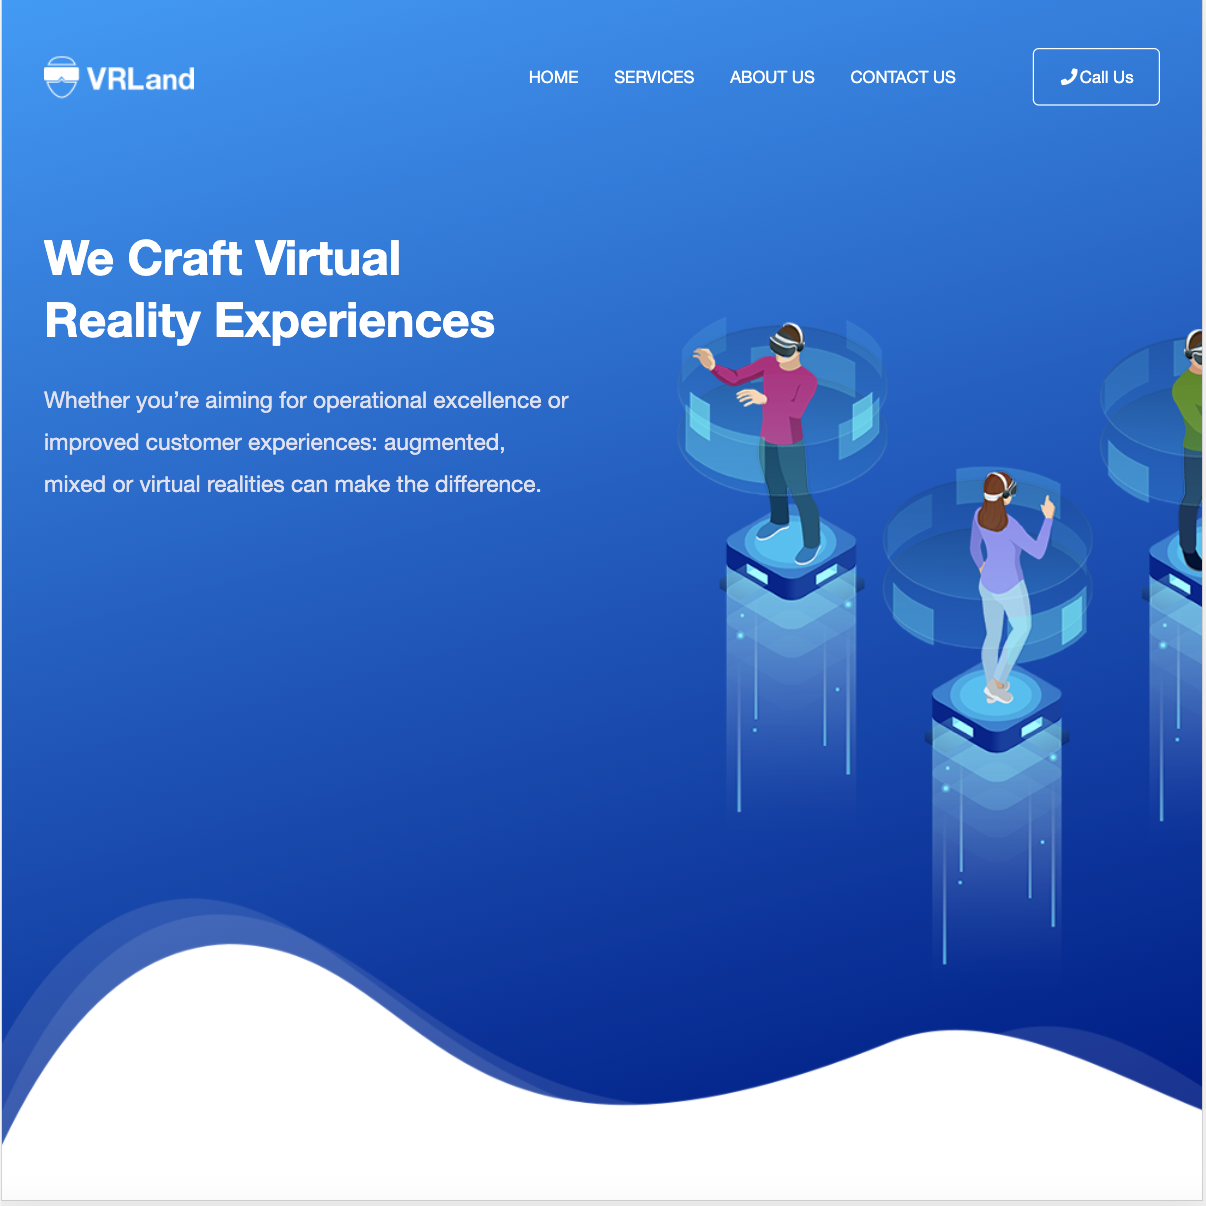 VRLand
HOME SERVICES ABOUT US CONTACT US
Call Us
We Craft Virtual
Reality Experiences
Whether you’re aiming for operational excellence or
improved customer experiences: augmented,
mixed or virtual realities can make the difference.